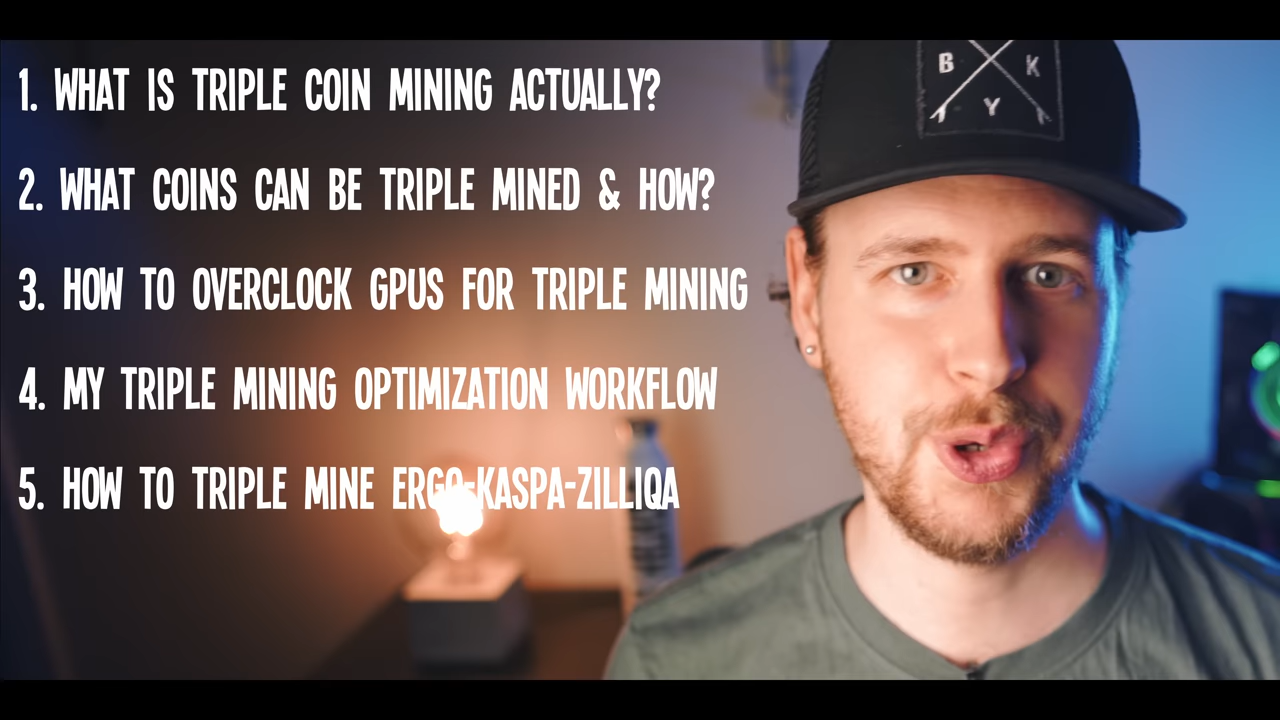 1. WHAT IS TRIPLE COIN MINING ACTUALLY?
2. WHAT COINS CAN BE TRIPLE MINED & HOW?
3. HOW TO OVERCLOCK GPUS FOR TRIPLE MINING
4. MY TRIPLE MINING OPTIMIZATION WORKFLOW
5. HOW TO TRIPLE MINE ERGO-KASPA-ZILLIQA
B K
Y